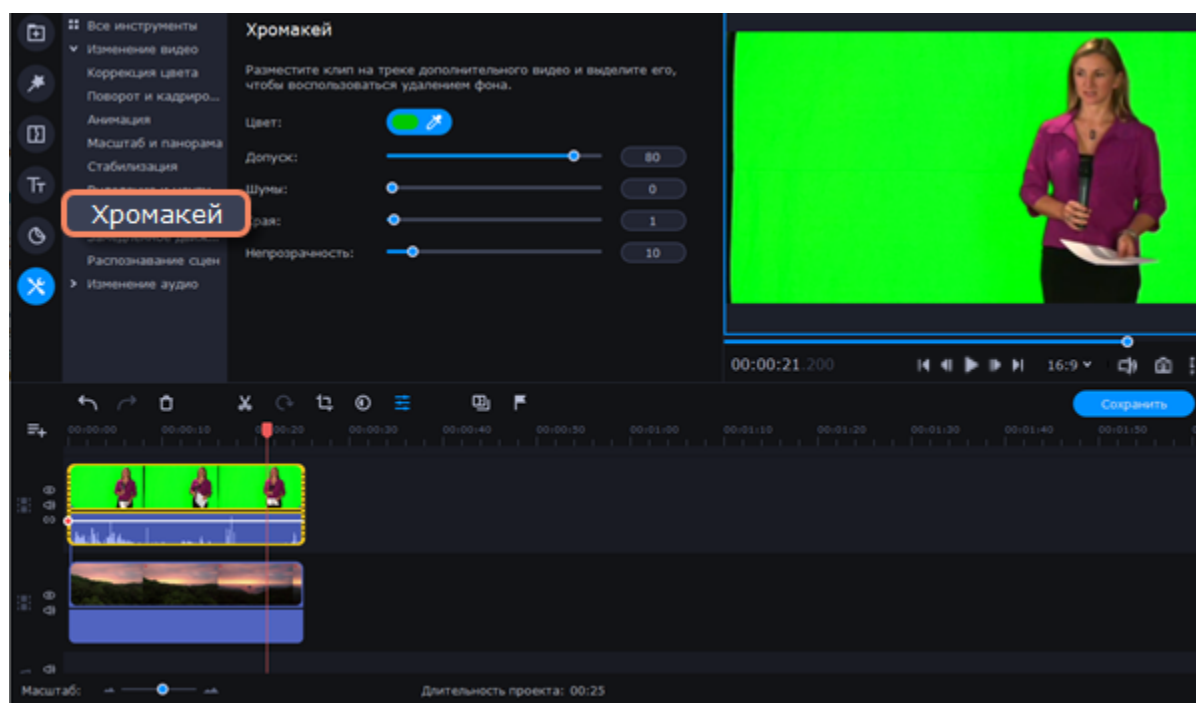 Все инструменты
Изменение видео
Коррекция цвета
Поворот и кадриро...
Анимация
Масштаб и панорама
Стабилизация
Хромакей
Распознавание сцен
Изменение аудио
Хромакей
Разместите клип на треке дополнительного видео и выделите его,
чтобы воспользоваться удалением фона.
Цвет:
Допуск: 80
Шумы: 0
Края: 1
Непрозрачность: 10
00:00:21.200
16:9
Сохранить
00:00:00 00:00:10 00:00:20 00:00:30 00:00:40 00:00:50 00:01:00 00:01:10 00:01:20 00:01:30 00:01:40 00:01:50
Масштаб:
Длительность проекта: 00:25